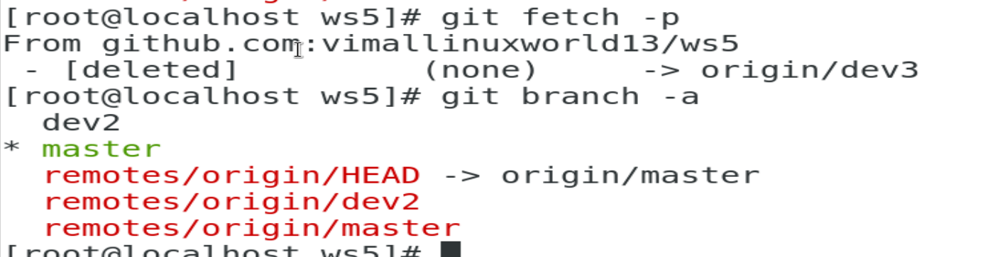 [root@localhost ws5]# git fetch -p
From github.com:vimallinuxworld13/ws5
 - [deleted]         (none)     -> origin/dev3
[root@localhost ws5]# git branch -a
  dev2
* master
  remotes/origin/HEAD -> origin/master
  remotes/origin/dev2
  remotes/origin/master
[root@localhost ws5]#